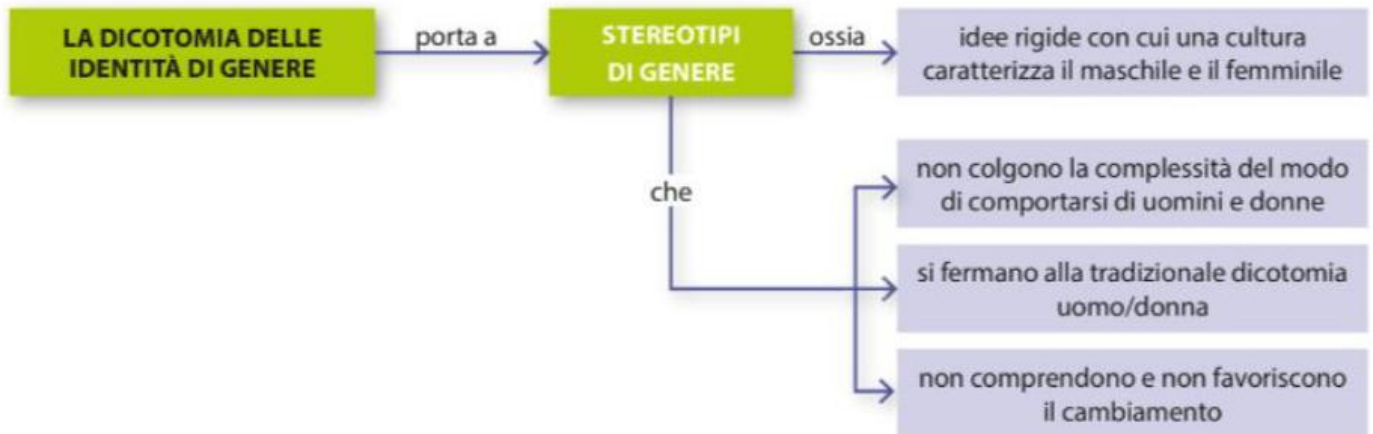 LA DICOTOMIA DELLE
IDENTITÀ DI GENERE
porta a
STEREOTIPI
DI GENERE
ossia
idee rigide con cui una cultura
caratterizza il maschile e il femminile
che
non colgono la complessità del modo
di comportarsi di uomini e donne
si fermano alla tradizionale dicotomia
uomo/donna
non comprendono e non favoriscono
il cambiamento